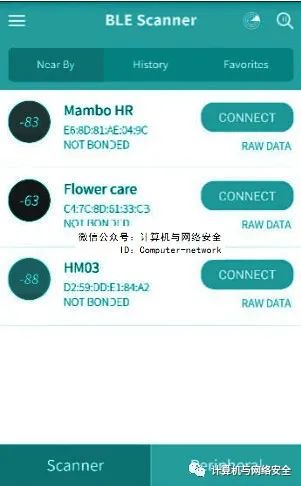 BLE Scanner
Near By
History
Favorites
-83
Mambo HR
E6:8D:81:AE:04:9C
NOT BONDED
CONNECT
RAW DATA
-63
Flower care
C4:7C:8D:61:33:CB
NOT BONDED
CONNECT
RAW DATA
微信公众号：计算机与网络安全
ID：Computer-network
-88
HM03
D2:59:DD:E1:84:A2
NOT BONDED
CONNECT
RAW DATA
Scanner
Peripheral
计算机与网络安全